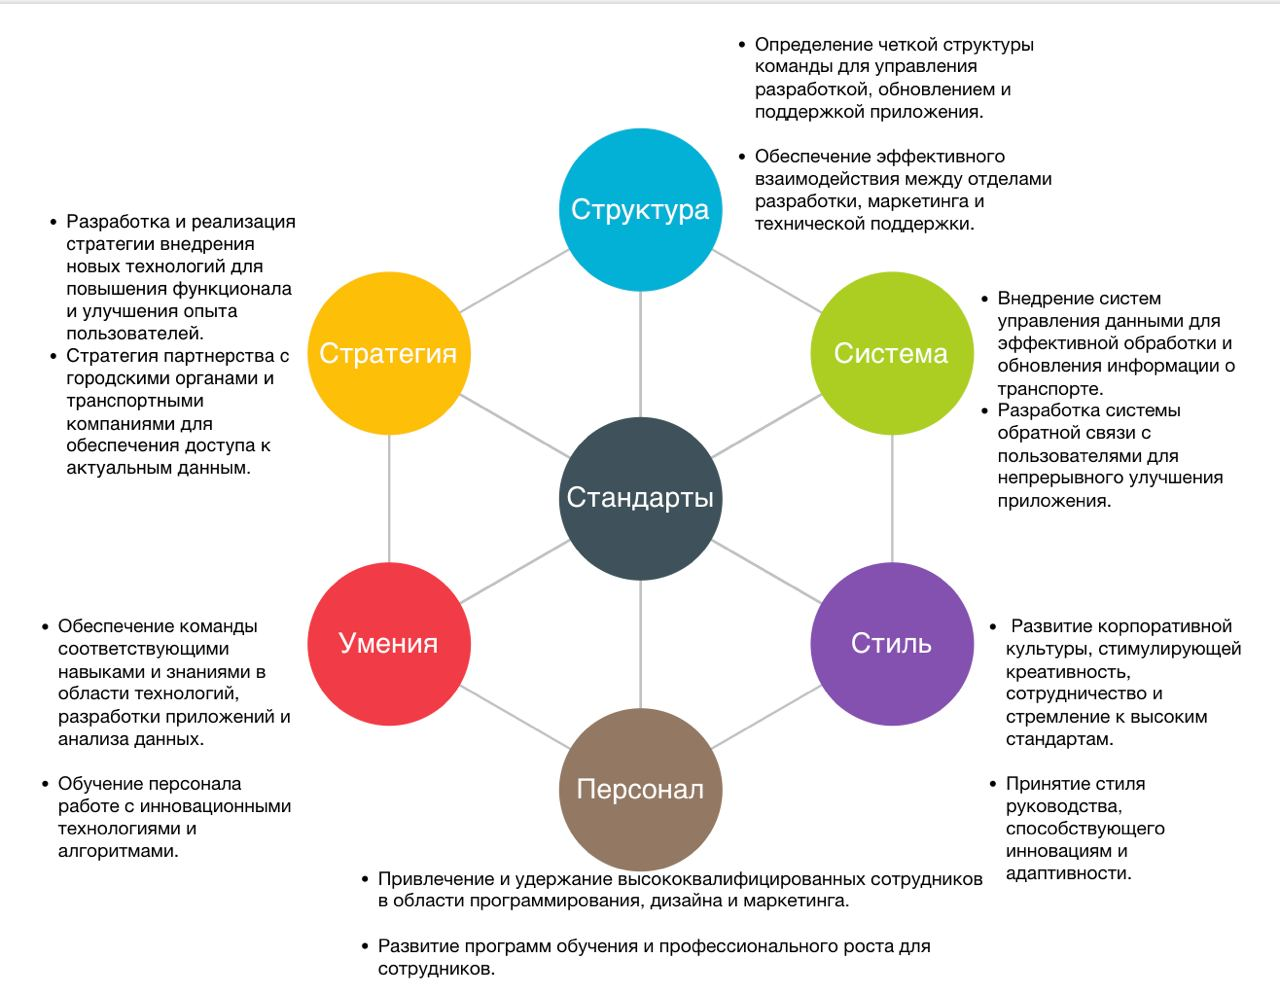 Определение четкой структуры
команды для управления
разработкой, обновлением и
поддержкой приложения.
Обеспечение эффективного
взаимодействия между отделами
разработки, маркетинга и
технической поддержки.
Структура
Разработка и реализация
стратегии внедрения
новых технологий для
повышения функционала
и улучшения опыта
пользователей.
Стратегия партнерства с
городскими органами и
транспортными
компаниями для
обеспечения доступа к
актуальным данным.
Стратегия
Система
Внедрение систем
управления данными для
эффективной обработки и
обновления информации о
транспорте.
Разработка системы
обратной связи с
пользователями для
непрерывного улучшения
приложения.
Стандарты
Обеспечение команды
соответствующими
навыками и знаниями в
области технологий,
разработки приложений и
анализа данных.
Обучение персонала
работе с инновационными
технологиями и
алгоритмами.
Умения
Стиль
Развитие корпоративной
культуры, стимулирующей
креативность,
сотрудничество и
стремление к высоким
стандартам.
Принятие стиля
руководства,
способствующего
инновациям и
адаптивности.
Персонал
Привлечение и удержание высококвалифицированных сотрудников
в области программирования, дизайна и маркетинга.
Развитие программ обучения и профессионального роста для
сотрудников.